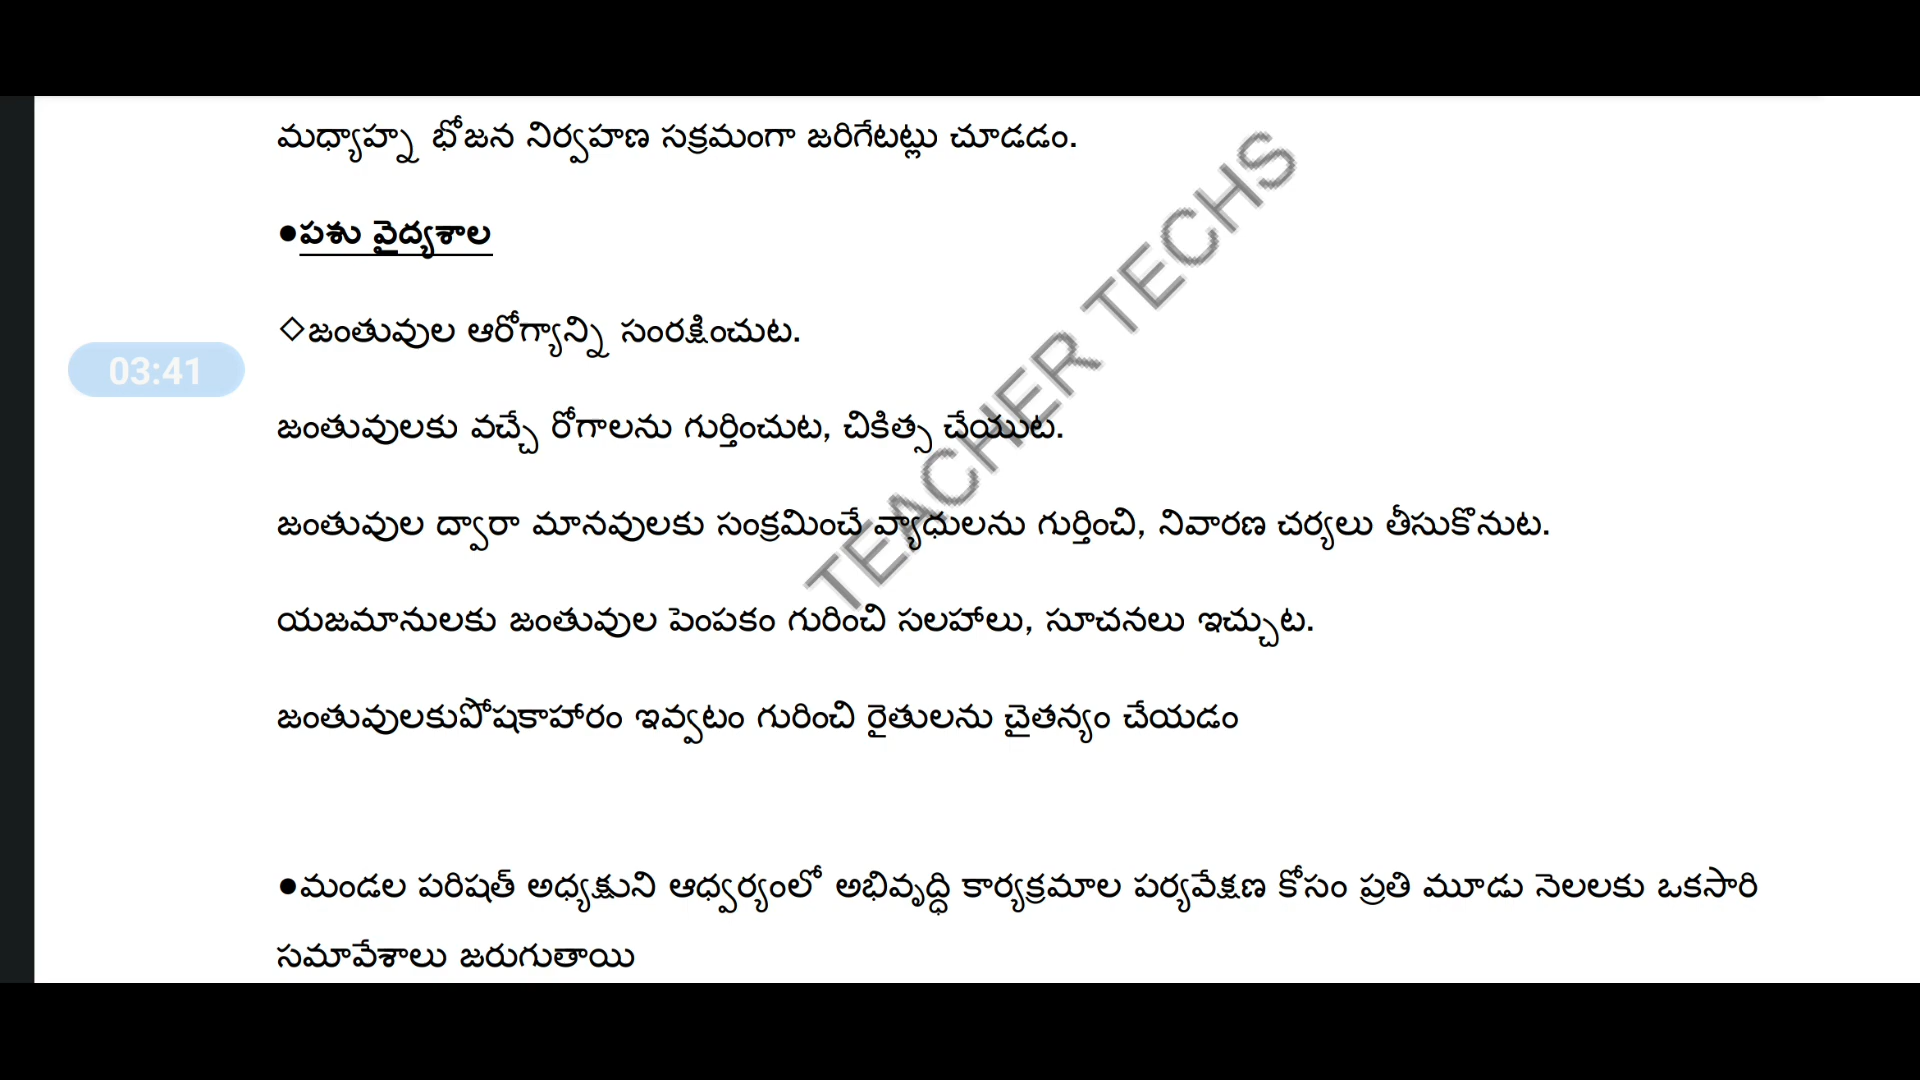 మధ్యాహ్న భోజన నిర్వహణ సక్రమంగా జరిగేటట్లు చూడడం.
●పశు వైద్యశాల
◇జంతువుల ఆరోగ్యాన్ని సంరక్షించుట.
03:41
జంతువులకు వచ్చే రోగాలను గుర్తించుట, చికిత్స చేయుట.
జంతువుల ద్వారా మానవులకు సంక్రమించే వ్యాధులను గుర్తించి, నివారణ చర్యలు తీసుకొనుట.
యజమానులకు జంతువుల పెంపకం గురించి సలహాలు, సూచనలు ఇచ్చుట.
జంతువులకుపోషకాహారం ఇవ్వటం గురించి రైతులను చైతన్యం చేయడం
●మండల పరిషత్ అధ్యక్షుని ఆధ్వర్యంలో అభివృద్ధి కార్యక్రమాల పర్యవేక్షణ కోసం ప్రతి మూడు నెలలకు ఒకసారి
సమావేశాలు జరుగుతాయి
TEACHER TECHS